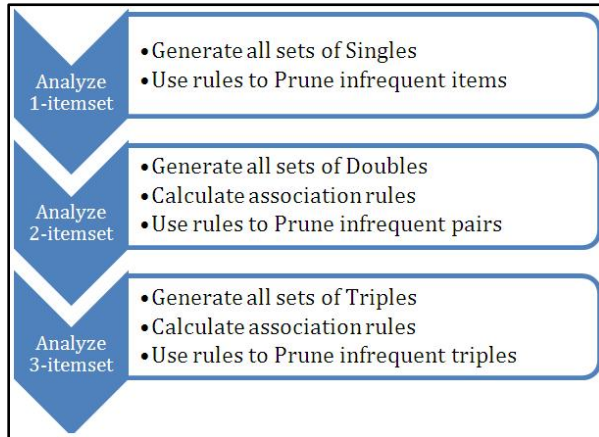 Analyze
1-itemset
•Generate all sets of Singles
•Use rules to Prune infrequent items
Analyze
2-itemset
•Generate all sets of Doubles
•Calculate association rules
•Use rules to Prune infrequent pairs
Analyze
3-itemset
•Generate all sets of Triples
•Calculate association rules
•Use rules to Prune infrequent triples